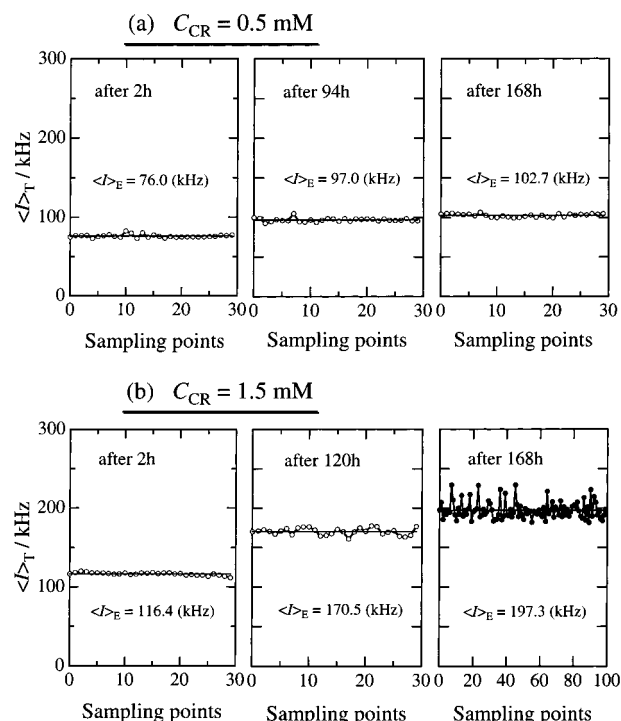 (a) C_CR = 0.5 mM
300
200
100
0
<I>_T / kHz
after 2h
<I>_E = 76.0 (kHz)
0 10 20 30
Sampling points
after 94h
<I>_E = 97.0 (kHz)
0 10 20 30
Sampling points
after 168h
<I>_E = 102.7 (kHz)
0 10 20 30
Sampling points
(b) C_CR = 1.5 mM
300
200
100
0
<I>_T / kHz
after 2h
<I>_E = 116.4 (kHz)
0 10 20 30
Sampling points
after 120h
<I>_E = 170.5 (kHz)
0 10 20 30
Sampling points
after 168h
<I>_E = 197.3 (kHz)
0 20 40 60 80 100
Sampling points